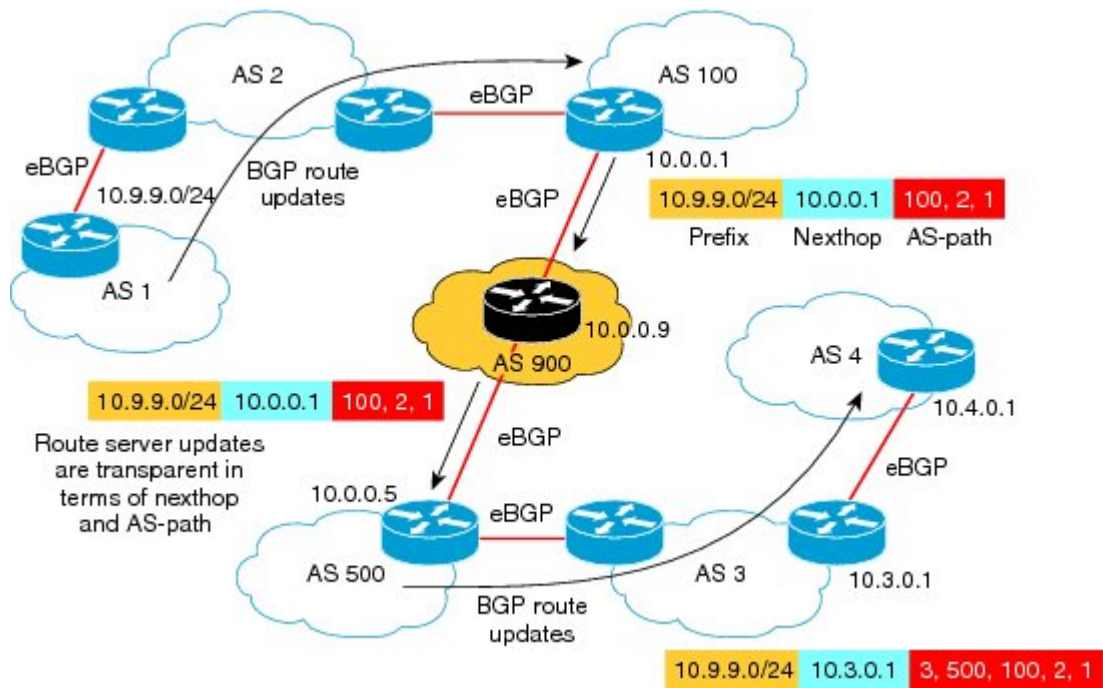 AS 2
AS 100
eBGP
eBGP
10.9.9.0/24
BGP route
updates
10.0.0.1
eBGP
10.9.9.0/24 10.0.0.1 100, 2, 1
Prefix Nexthop AS-path
AS 1
10.0.0.9
AS 900
AS 4
10.9.9.0/24 10.0.0.1 100, 2, 1
10.4.0.1
Route server updates
are transparent in
terms of nexthop
and AS-path
eBGP
eBGP
10.0.0.5
eBGP
AS 500
AS 3
10.3.0.1
BGP route
updates
10.9.9.0/24 10.3.0.1 3, 500, 100, 2, 1